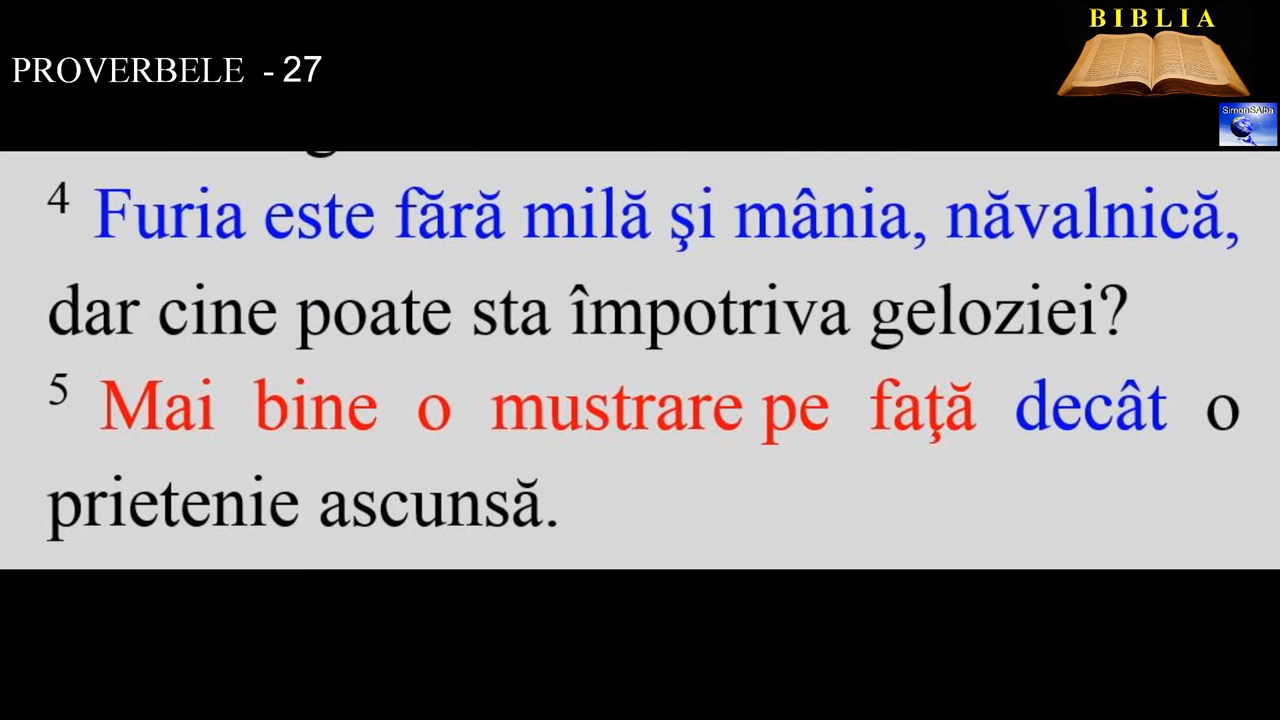 BIBLIA
PROVERBELE - 27
SimonSAlba
4 Furia este fără milă şi mânia, năvalnică,
dar cine poate sta împotriva geloziei?
5 Mai bine o mustrare pe faţă decât o
prietenie ascunsă.